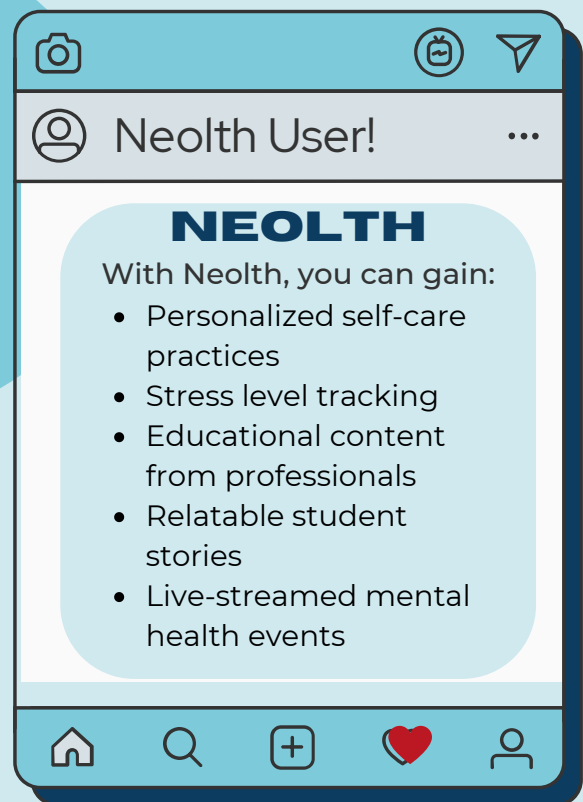 Neolth User!
NEOLTH
With Neolth, you can gain:
• Personalized self-care
practices
• Stress level tracking
• Educational content
from professionals
• Relatable student
stories
• Live-streamed mental
health events